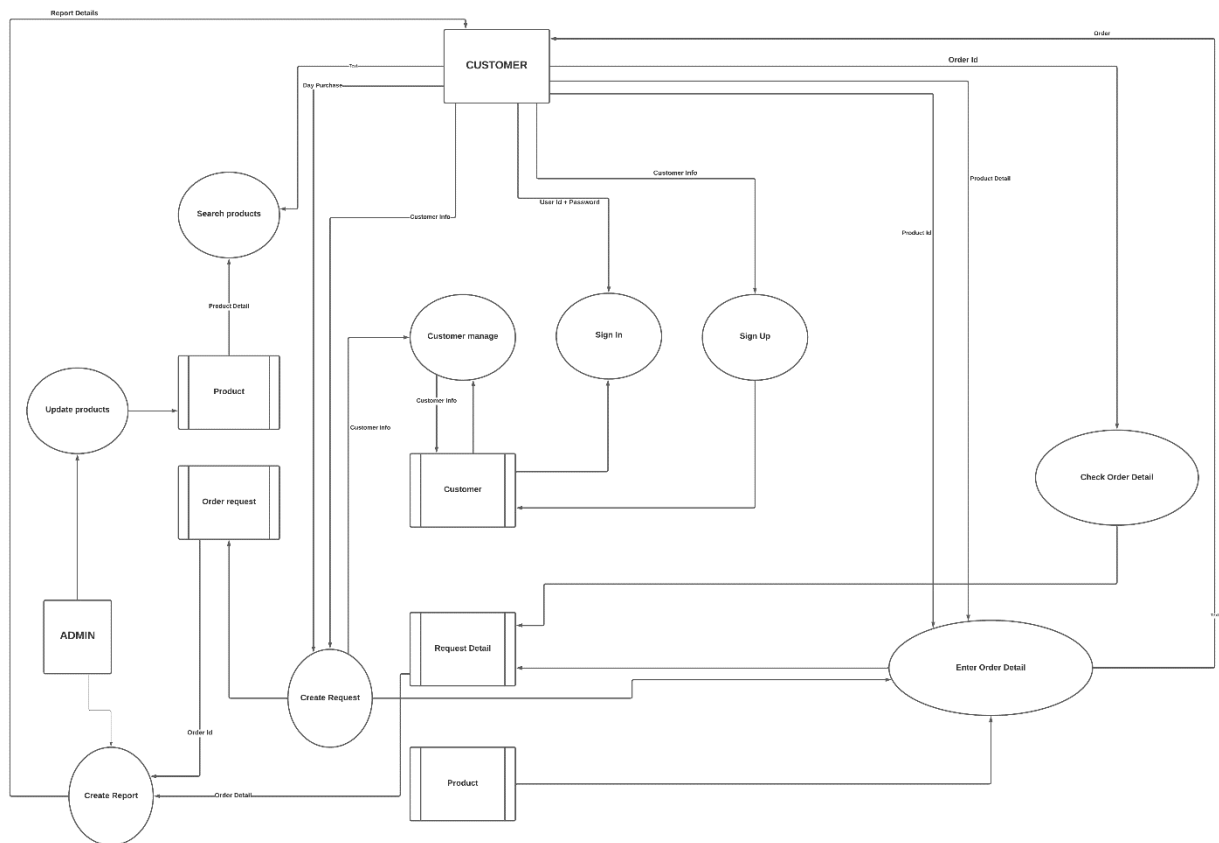 Report Details
Order
CUSTOMER
Order Id
Day Purchase
Customer Info
Product Detail
User Id + Password
Search products
Customer Info
Product Id
Product Detail
Customer manage
Sign In
Sign Up
Product
Update products
Customer Info
Customer Info
Check Order Detail
Customer
Order request
ADMIN
Request Detail
Enter Order Detail
Create Request
Order Id
Product
Create Report
Order Detail